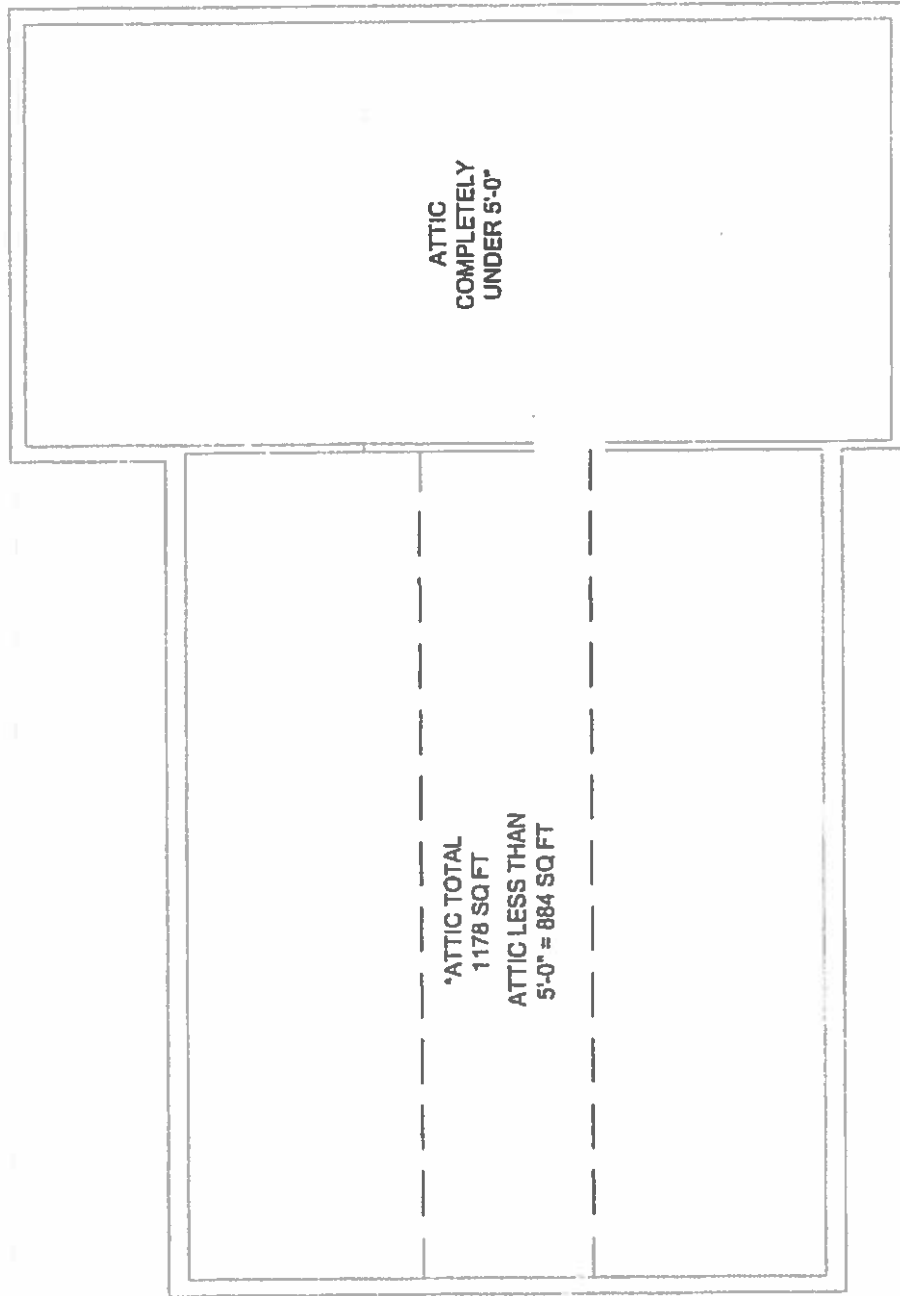 ATTIC
COMPLETELY
UNDER 5'-0"
*ATTIC TOTAL
1178 SQ FT
ATTIC LESS THAN
5'-0" = 884 SQ FT